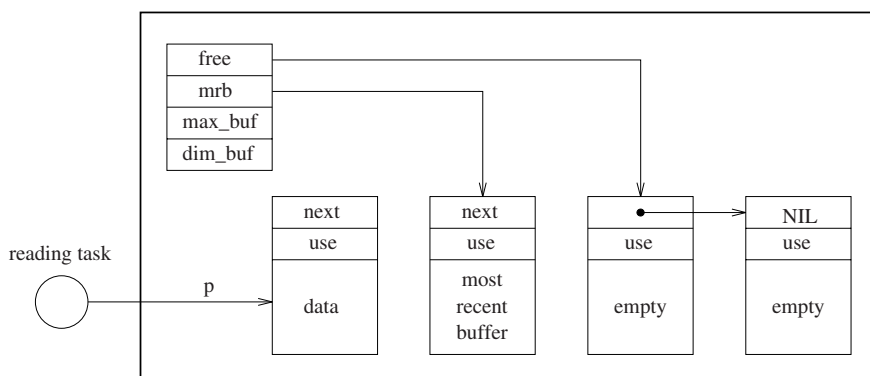 free
mrb
max_buf
dim_buf
next
next
NIL
use
use
use
use
reading task
p
data
most
recent
buffer
empty
empty